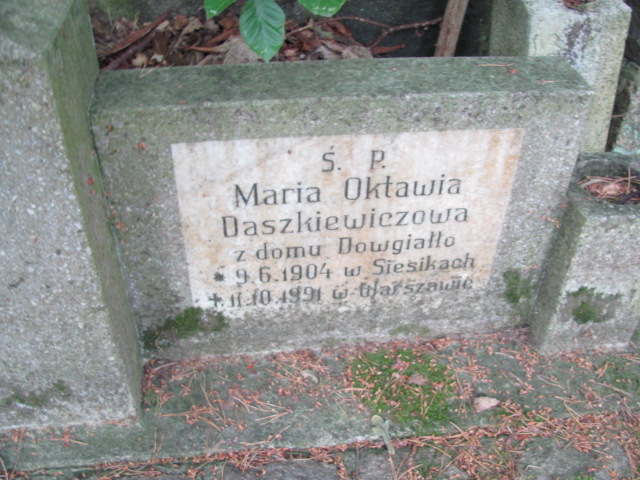 Ś. P.
Maria Oktawia
Daszkiewiczowa
z domu Dowgiałło
* 9.6.1904 w Siesikach
+ 11.10.1991 w Warszawie